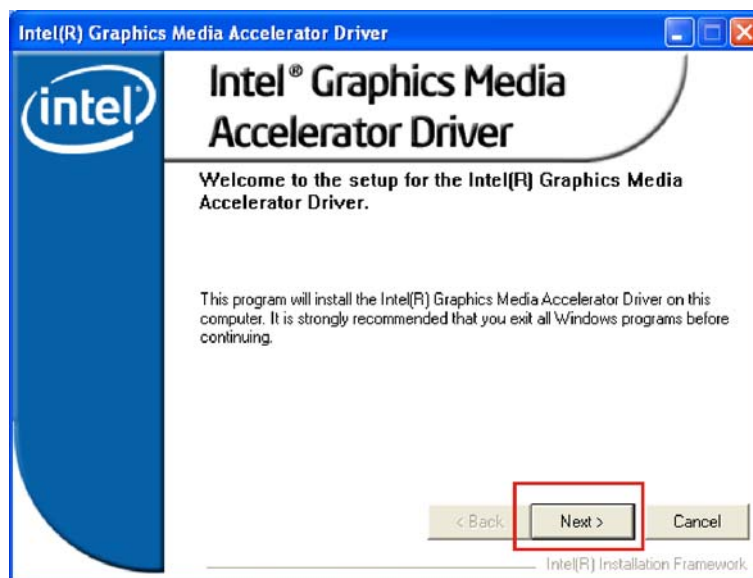 Intel(R) Graphics Media Accelerator Driver
intel
Intel® Graphics Media
Accelerator Driver
Welcome to the setup for the Intel(R) Graphics Media
Accelerator Driver.
This program will install the Intel(R) Graphics Media Accelerator Driver on this
computer. It is strongly recommended that you exit all Windows programs before
continuing.
< Back
Next >
Cancel
Intel(R) Installation Framework